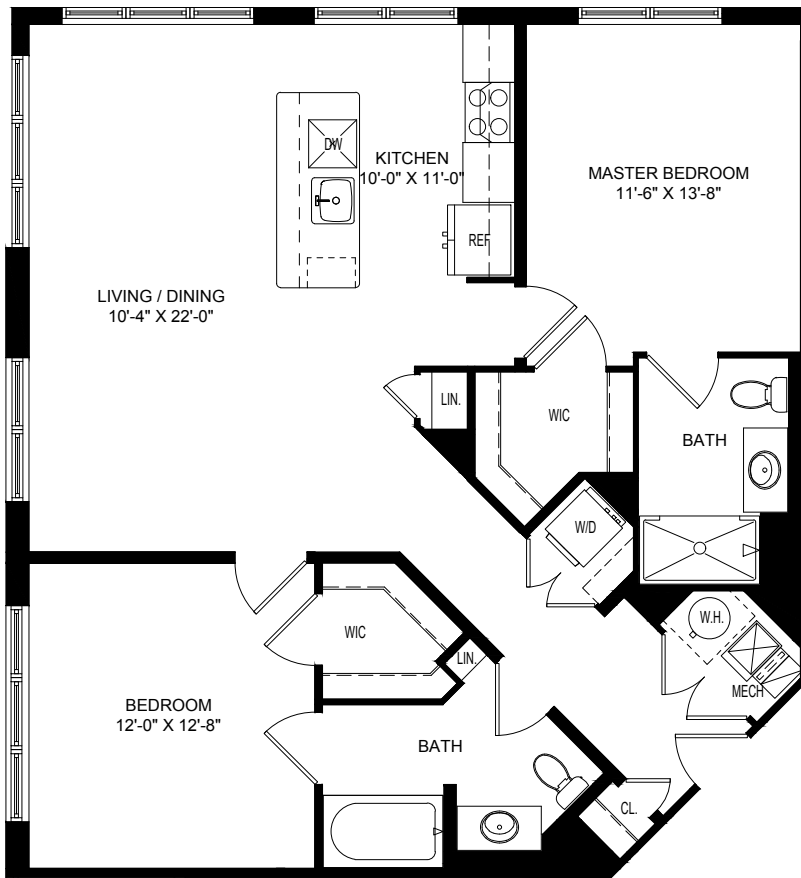 DW
KITCHEN
10'-0" X 11'-0"
MASTER BEDROOM
11'-6" X 13'-8"
REF
LIVING / DINING
10'-4" X 22'-0"
LIN.
WIC
BATH
W/D
W.H.
WIC
LIN.
MECH
BEDROOM
12'-0" X 12'-8"
BATH
CL.